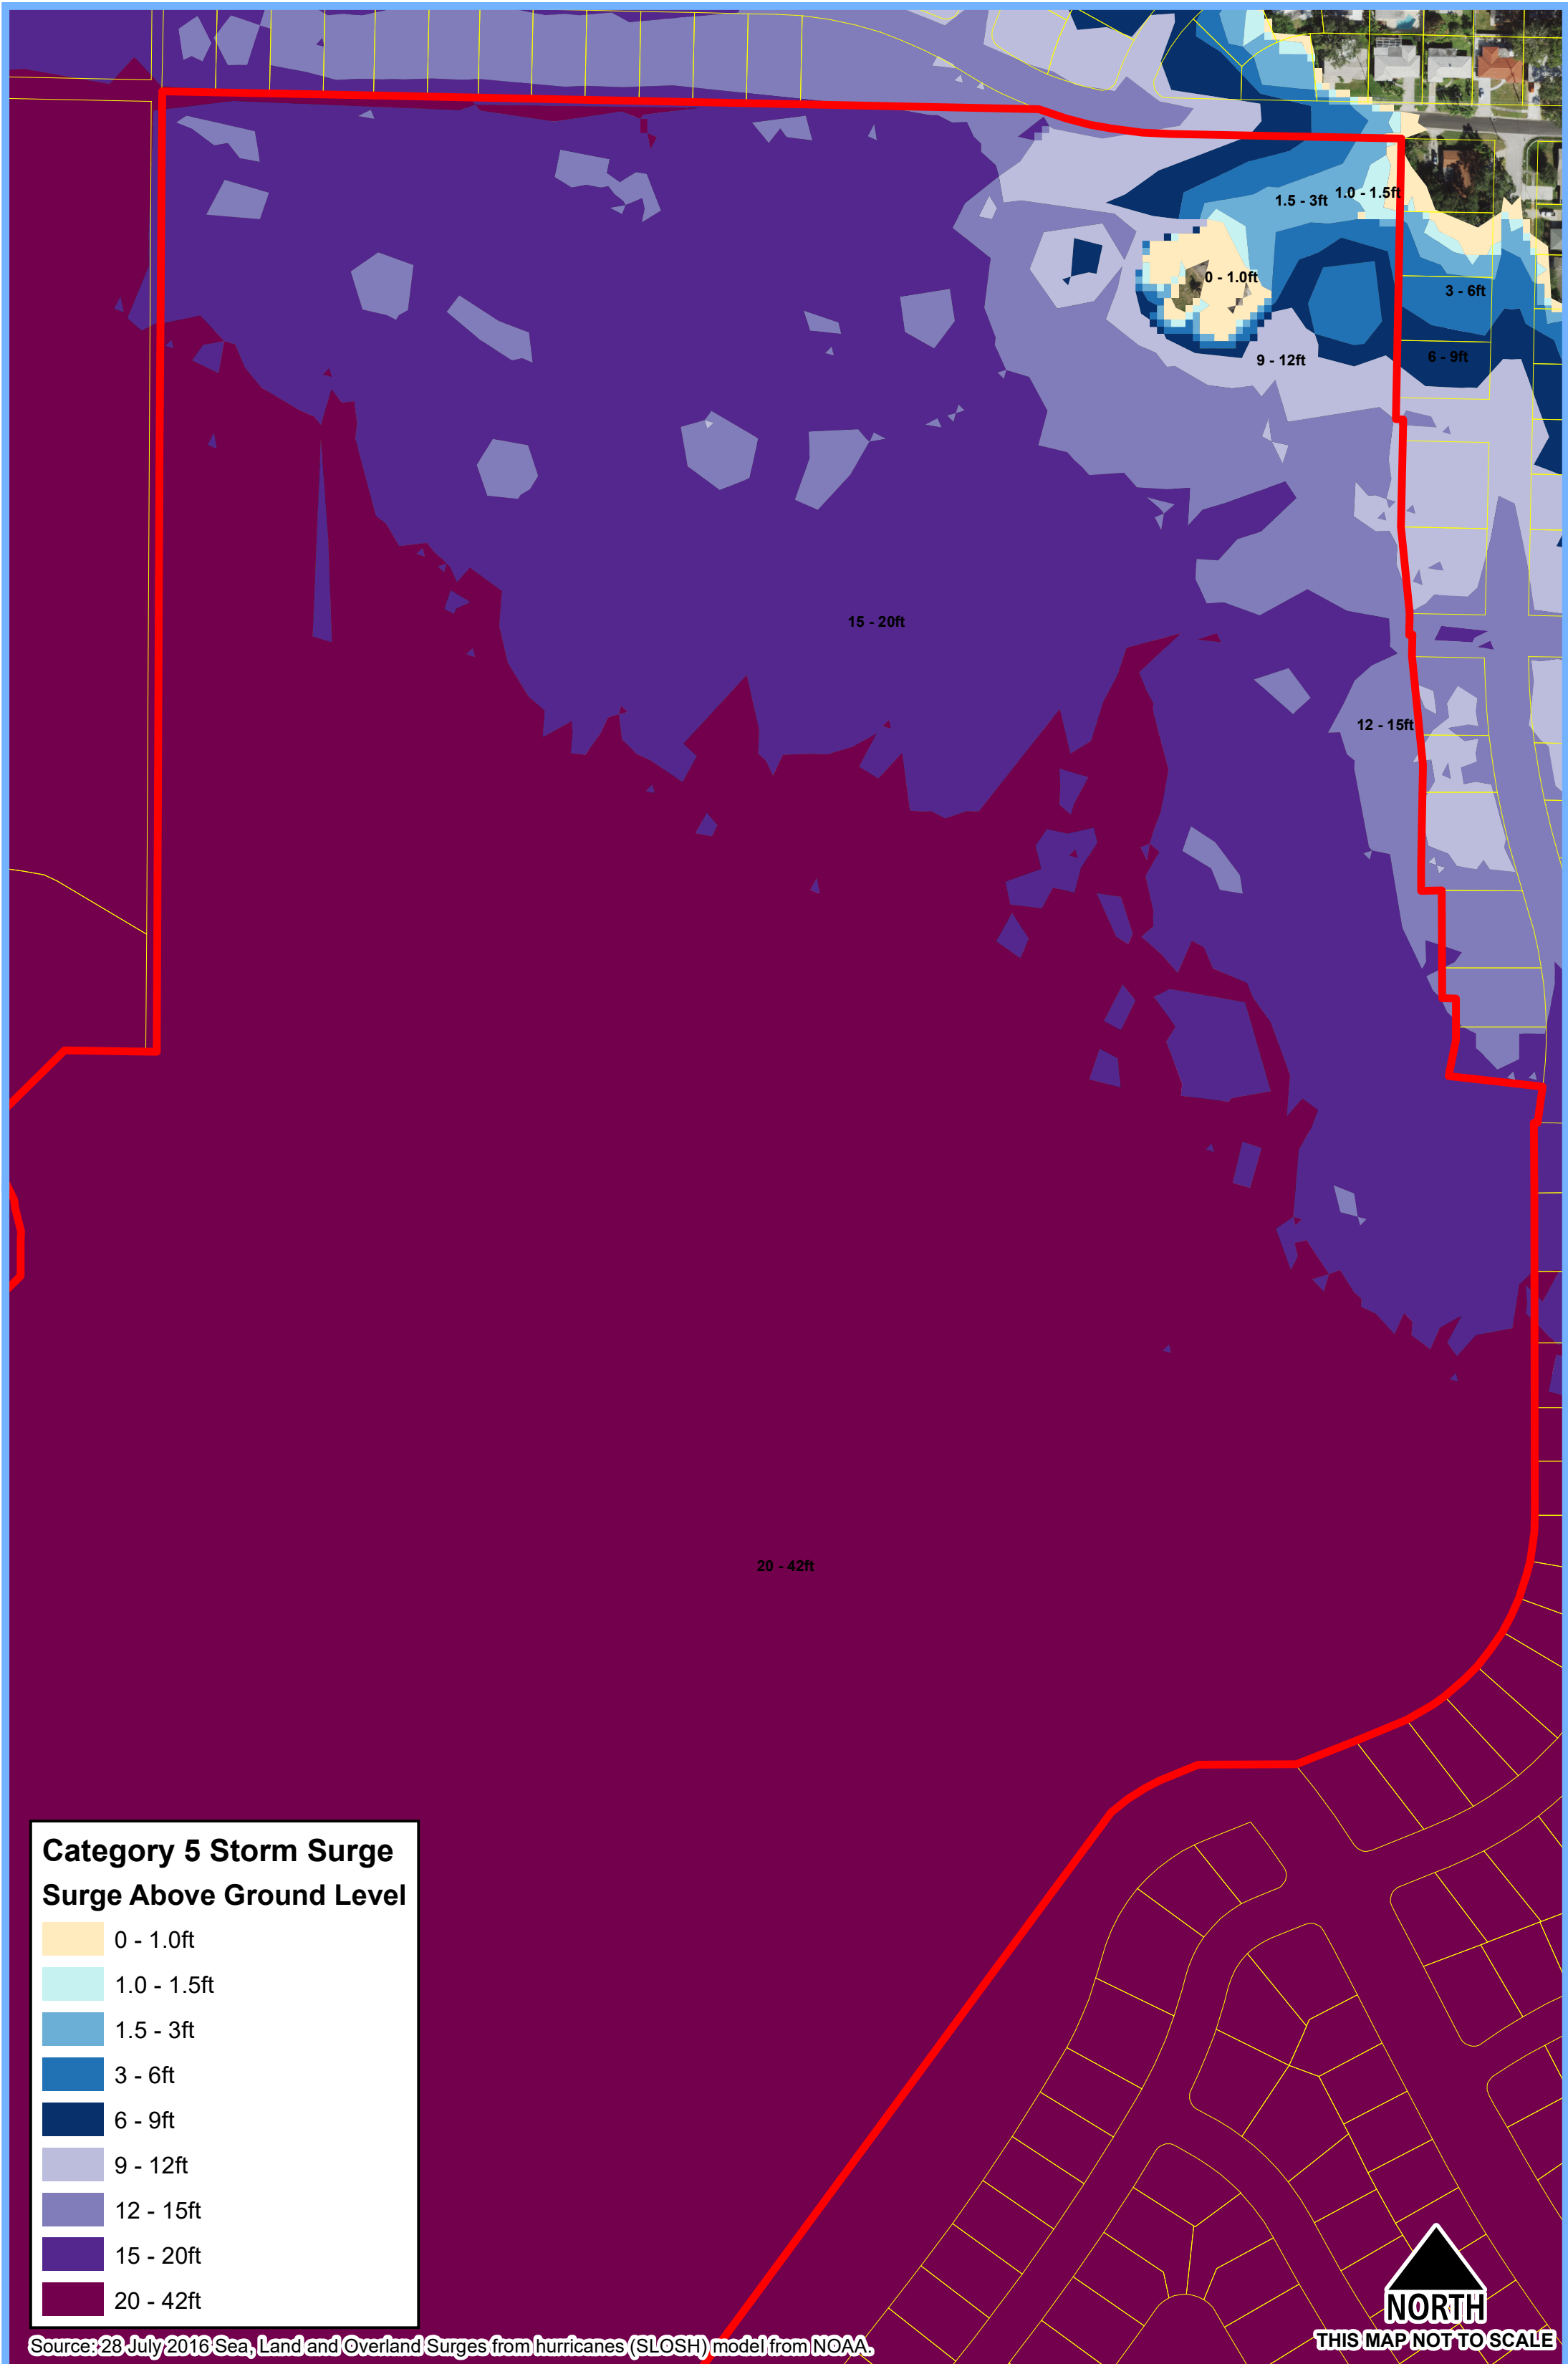 1.0 - 1.5ft
1.5 - 3ft
0 - 1.0ft
3 - 6ft
6 - 9ft
9 - 12ft
15 - 20ft
12 - 15ft
20 - 42ft
Category 5 Storm Surge
Surge Above Ground Level
0 - 1.0ft
1.0 - 1.5ft
1.5 - 3ft
3 - 6ft
6 - 9ft
9 - 12ft
12 - 15ft
15 - 20ft
20 - 42ft
NORTH
THIS MAP NOT TO SCALE
Source: 28 July 2016 Sea, Land and Overland Surges from hurricanes (SLOSH) model from NOAA.